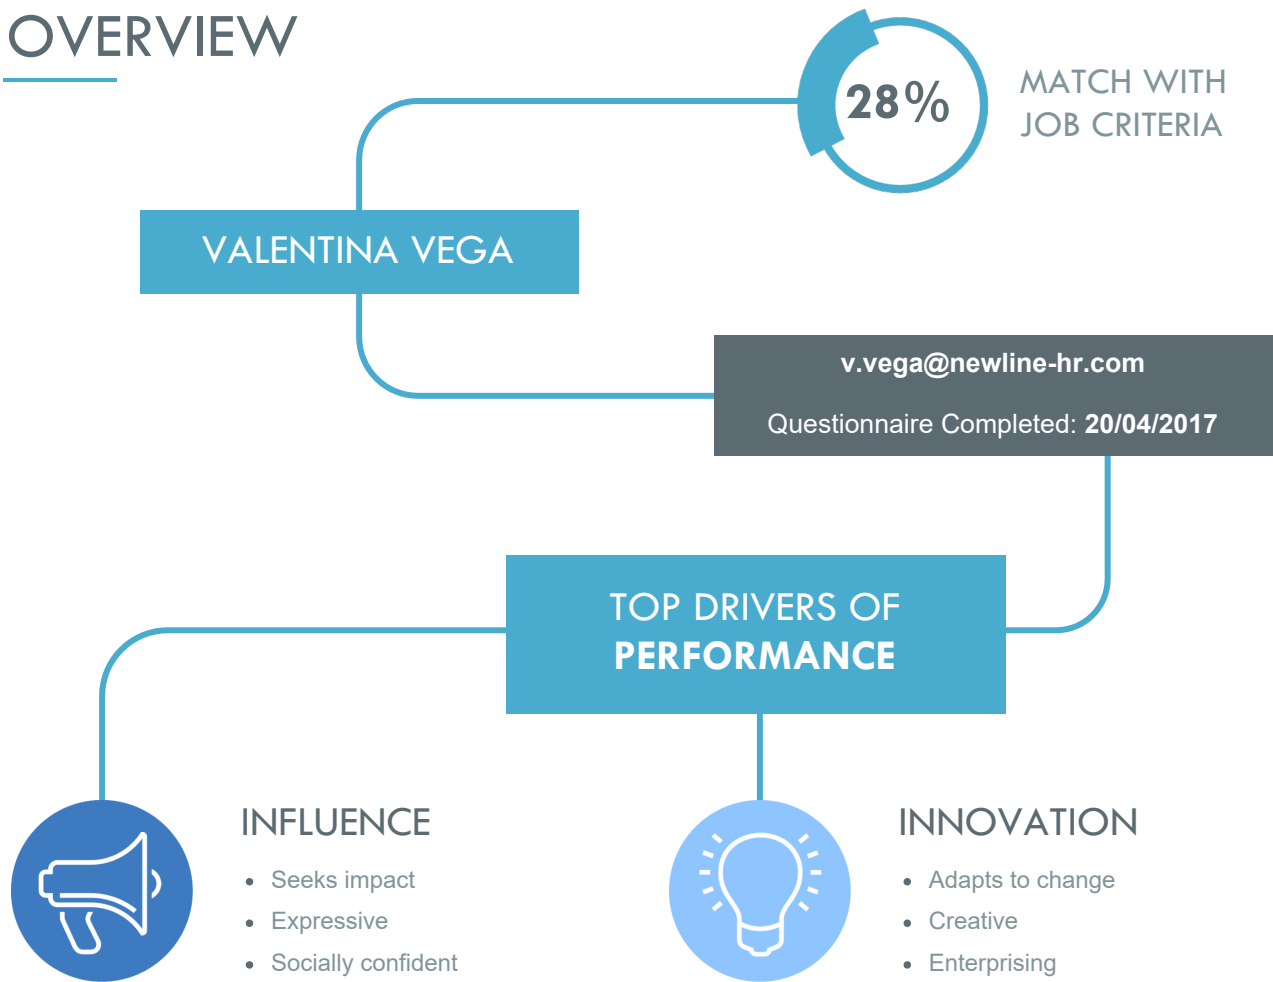 OVERVIEW
28%
MATCH WITH
JOB CRITERIA
VALENTINA VEGA
v.vega@newline-hr.com
Questionnaire Completed: 20/04/2017
TOP DRIVERS OF
PERFORMANCE
INFLUENCE
• Seeks impact
• Expressive
• Socially confident
INNOVATION
• Adapts to change
• Creative
• Enterprising